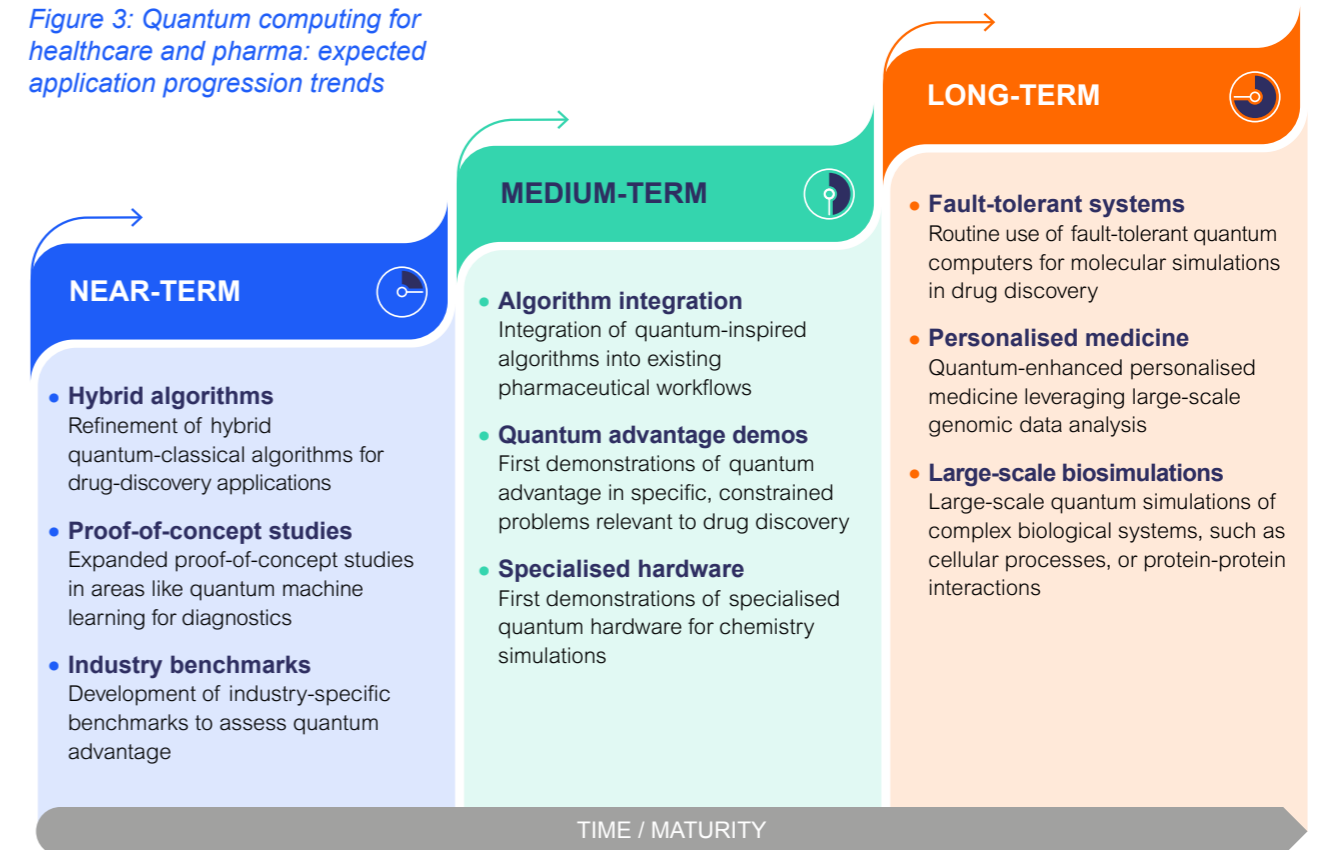 Figure 3: Quantum computing for
healthcare and pharma: expected
application progression trends
NEAR-TERM
• Hybrid algorithms
Refinement of hybrid
quantum-classical algorithms for
drug-discovery applications
• Proof-of-concept studies
Expanded proof-of-concept studies
in areas like quantum machine
learning for diagnostics
• Industry benchmarks
Development of industry-specific
benchmarks to assess quantum
advantage
MEDIUM-TERM
• Algorithm integration
Integration of quantum-inspired
algorithms into existing
pharmaceutical workflows
• Quantum advantage demos
First demonstrations of quantum
advantage in specific, constrained
problems relevant to drug discovery
• Specialised hardware
First demonstrations of specialised
quantum hardware for chemistry
simulations
LONG-TERM
• Fault-tolerant systems
Routine use of fault-tolerant quantum
computers for molecular simulations
in drug discovery
• Personalised medicine
Quantum-enhanced personalised
medicine leveraging large-scale
genomic data analysis
• Large-scale biosimulations
Large-scale quantum simulations of
complex biological systems, such as
cellular processes, or protein-protein
interactions
TIME / MATURITY